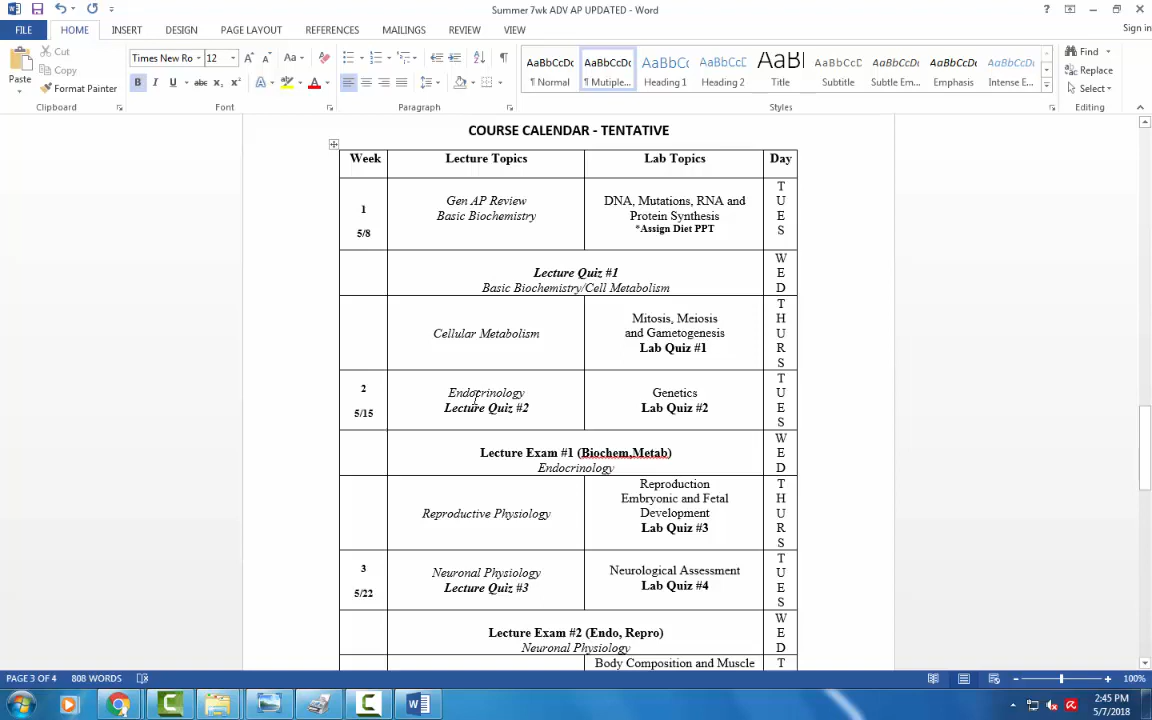 Summer 7wk ADV AP UPDATED - Word
Sign in
FILE HOME INSERT DESIGN PAGE LAYOUT REFERENCES MAILINGS REVIEW VIEW
Cut
Copy
Format Painter
Paste
Clipboard
Times New Ro 12
Font
Paragraph
AaBbCcDc AaBbCcDc AaBbCc AaBbCcD AaBl AaBbCcD AaBbCcDc AaBbCcDc AaBbCcDc
¶ Normal ¶ Multiple... Heading 1 Heading 2 Title Subtitle Subtle Em... Emphasis Intense E...
Styles
Find
Replace
Select
Editing
COURSE CALENDAR - TENTATIVE
Week Lecture Topics Lab Topics Day
1
5/8
Gen AP Review
Basic Biochemistry
DNA, Mutations, RNA and
Protein Synthesis
*Assign Diet PPT
T
U
E
S
Lecture Quiz #1
Basic Biochemistry/Cell Metabolism
W
E
D
Cellular Metabolism
Mitosis, Meiosis
and Gametogenesis
Lab Quiz #1
T
H
U
R
S
2
5/15
Endocrinology
Lecture Quiz #2
Genetics
Lab Quiz #2
T
U
E
S
Lecture Exam #1 (Biochem,Metab)
Endocrinology
W
E
D
Reproductive Physiology
Reproduction
Embryonic and Fetal
Development
Lab Quiz #3
T
H
U
R
S
3
5/22
Neuronal Physiology
Lecture Quiz #3
Neurological Assessment
Lab Quiz #4
T
U
E
S
Lecture Exam #2 (Endo, Repro)
Neuronal Physiology
W
E
D
Body Composition and Muscle
T
PAGE 3 OF 4 808 WORDS
100%
2:45 PM
5/7/2018